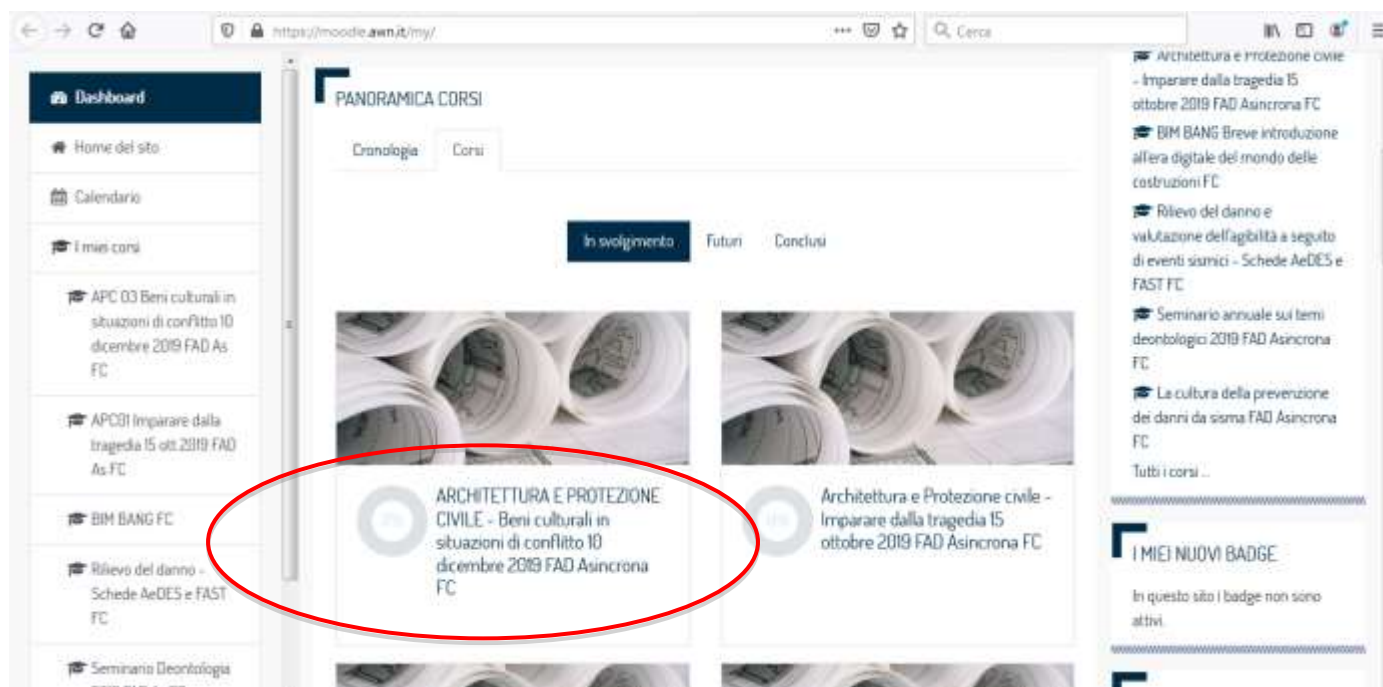 https://moodle.awn.it/my/
Cerca
Dashboard
Home del sito
Calendario
I miei corsi
APC 03 Beni culturali in
situazioni di conflitto 10
dicembre 2019 FAD As
FC
APC01 Imparare dalla
tragedia 15 ott 2019 FAD
As FC
BIM BANG FC
Rilievo del danno -
Schede AeDES e FAST
FC
Seminario Deontologia
PANORAMICA CORSI
Cronologia Corsi
In svolgimento Futuri Conclusi
ARCHITETTURA E PROTEZIONE
CIVILE - Beni culturali in
situazioni di conflitto 10
dicembre 2019 FAD Asincrona
FC
Architettura e Protezione civile -
Imparare dalla tragedia 15
ottobre 2019 FAD Asincrona FC
Architettura e Protezione civile
- Imparare dalla tragedia 15
ottobre 2019 FAD Asincrona FC
BIM BANG Breve introduzione
all'era digitale del mondo delle
costruzioni FC
Rilievo del danno e
valutazione dell'agibilità a seguito
di eventi sismici - Schede AeDES e
FAST FC
Seminario annuale sui temi
deontologici 2019 FAD Asincrona
FC
La cultura della prevenzione
dei danni da sisma FAD Asincrona
FC
Tutti i corsi ...
I MIEI NUOVI BADGE
In questo sito i badge non sono
attivi.